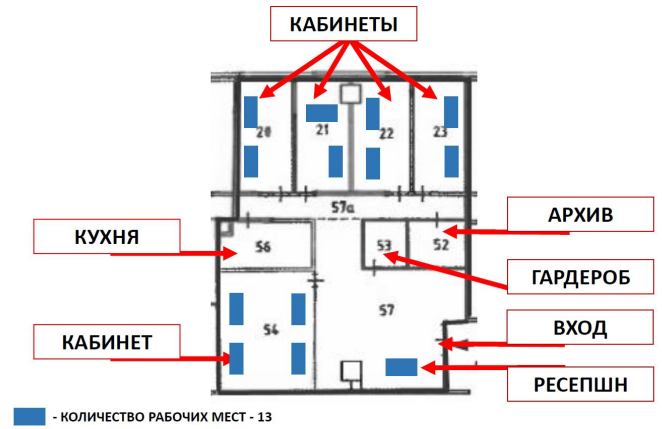 КАБИНЕТЫ
20
21
22
23
57а
АРХИВ
КУХНЯ
56
53
52
ГАРДЕРОБ
57
ВХОД
КАБИНЕТ
54
РЕСЕПШН
- КОЛИЧЕСТВО РАБОЧИХ МЕСТ - 13